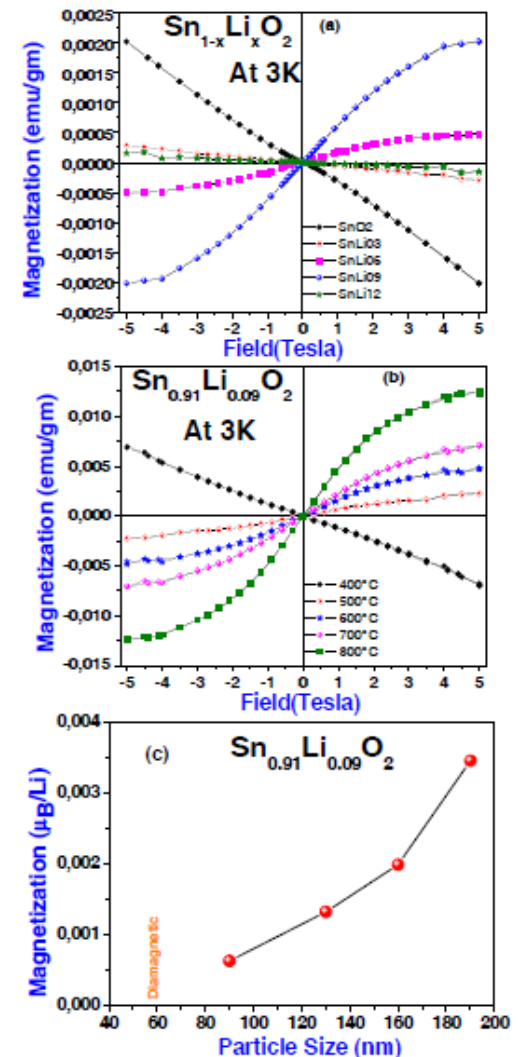 0,0025
0,0020
0,0015
0,0010
0,0005
0,0000
-0,0005
-0,0010
-0,0015
-0,0020
-0,0025
Magnetization (emu/gm)
Sn1-xLixO2
(a)
At 3K
SnO2
SnLi03
SnLi06
SnLi09
SnLi12
-5 -4 -3 -2 -1 0 1 2 3 4 5
Field(Tesla)
0,015
0,010
0,005
0,000
-0,005
-0,010
-0,015
Magnetization (emu/gm)
Sn0.91Li0.09O2
(b)
At 3K
400°C
500°C
600°C
700°C
800°C
-5 -4 -3 -2 -1 0 1 2 3 4 5
Field(Tesla)
0,004
0,003
0,002
0,001
0,000
Magnetization (μB/Li)
(c)
Sn0.91Li0.09O2
Diamagnetic
40 60 80 100 120 140 160 180 200
Particle Size (nm)